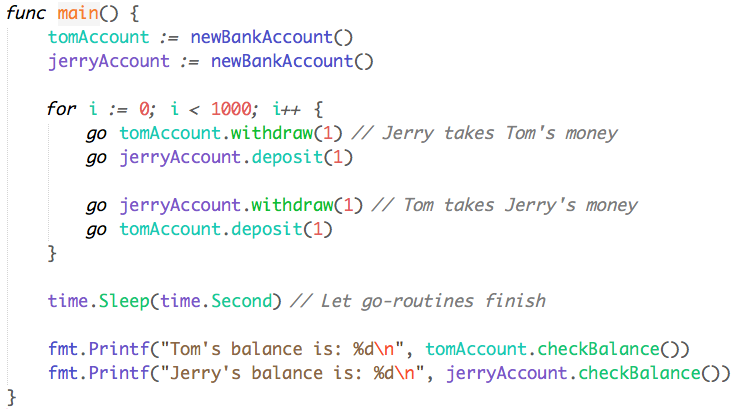 func main() {
    tomAccount := newBankAccount()
    jerryAccount := newBankAccount()

    for i := 0; i < 1000; i++ {
        go tomAccount.withdraw(1) // Jerry takes Tom's money
        go jerryAccount.deposit(1)

        go jerryAccount.withdraw(1) // Tom takes Jerry's money
        go tomAccount.deposit(1)
    }

    time.Sleep(time.Second) // Let go-routines finish

    fmt.Printf("Tom's balance is: %d\n", tomAccount.checkBalance())
    fmt.Printf("Jerry's balance is: %d\n", jerryAccount.checkBalance())
}